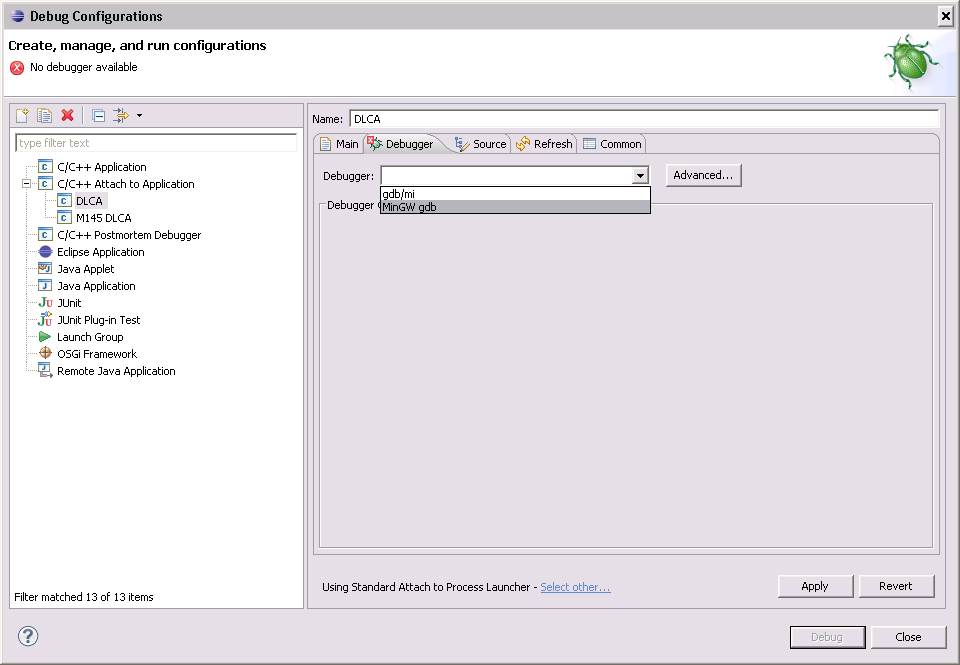 Debug Configurations
Create, manage, and run configurations
No debugger available
type filter text
C/C++ Application
C/C++ Attach to Application
DLCA
M145 DLCA
C/C++ Postmortem Debugger
Eclipse Application
Java Applet
Java Application
JUnit
JUnit Plug-in Test
Launch Group
OSGi Framework
Remote Java Application
Filter matched 13 of 13 items
Name: DLCA
Main Debugger Source Refresh Common
Debugger: Advanced...
gdb/mi
MinGW gdb
Debugger
Using Standard Attach to Process Launcher - Select other...
Apply Revert
Debug Close